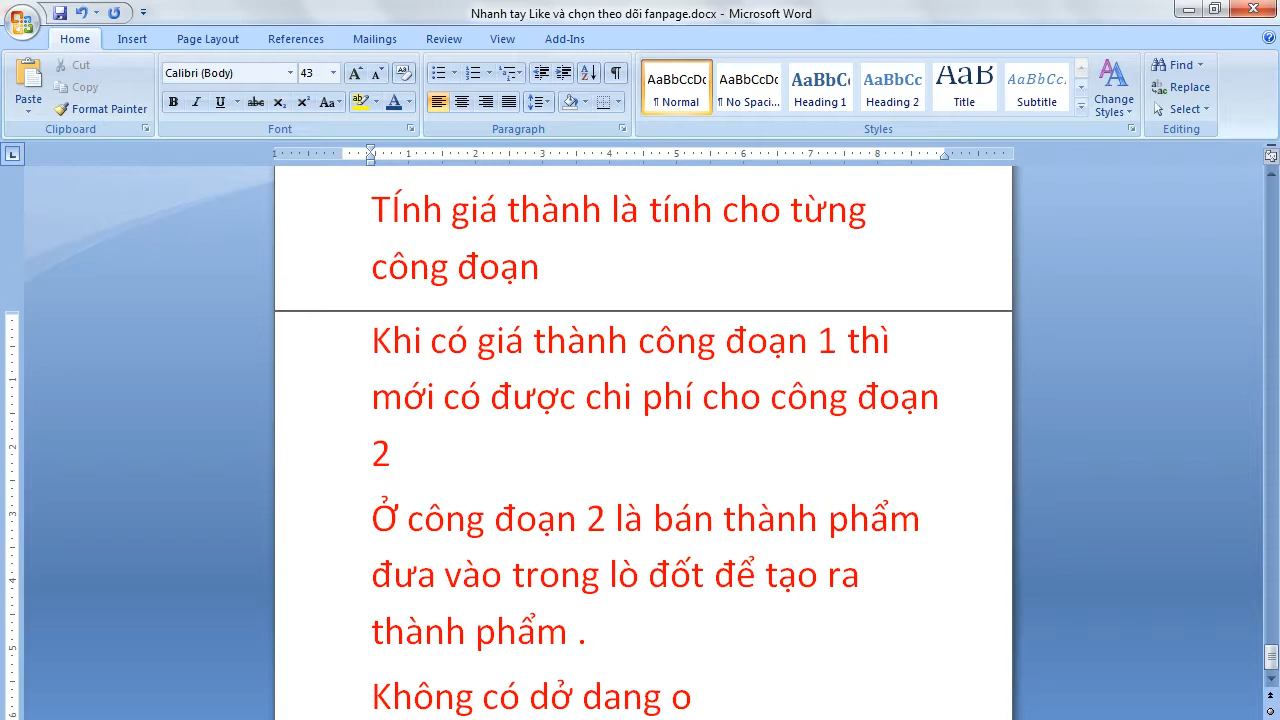 Nhanh tay Like và chọn theo dõi fanpage.docx - Microsoft Word
Home Insert Page Layout References Mailings Review View Add-Ins
Paste
Cut
Copy
Format Painter
Clipboard
Calibri (Body) 43
Font
Paragraph
AaBbCcDc AaBbCcDc AaBbC AaBbCc AaB AaBbCc.
¶ Normal ¶ No Spaci... Heading 1 Heading 2 Title Subtitle
Change Styles
Styles
Find
Replace
Select
Editing
TÍnh giá thành là tính cho từng
công đoạn
Khi có giá thành công đoạn 1 thì
mới có được chi phí cho công đoạn
2
Ở công đoạn 2 là bán thành phẩm
đưa vào trong lò đốt để tạo ra
thành phẩm .
Không có dở dang o